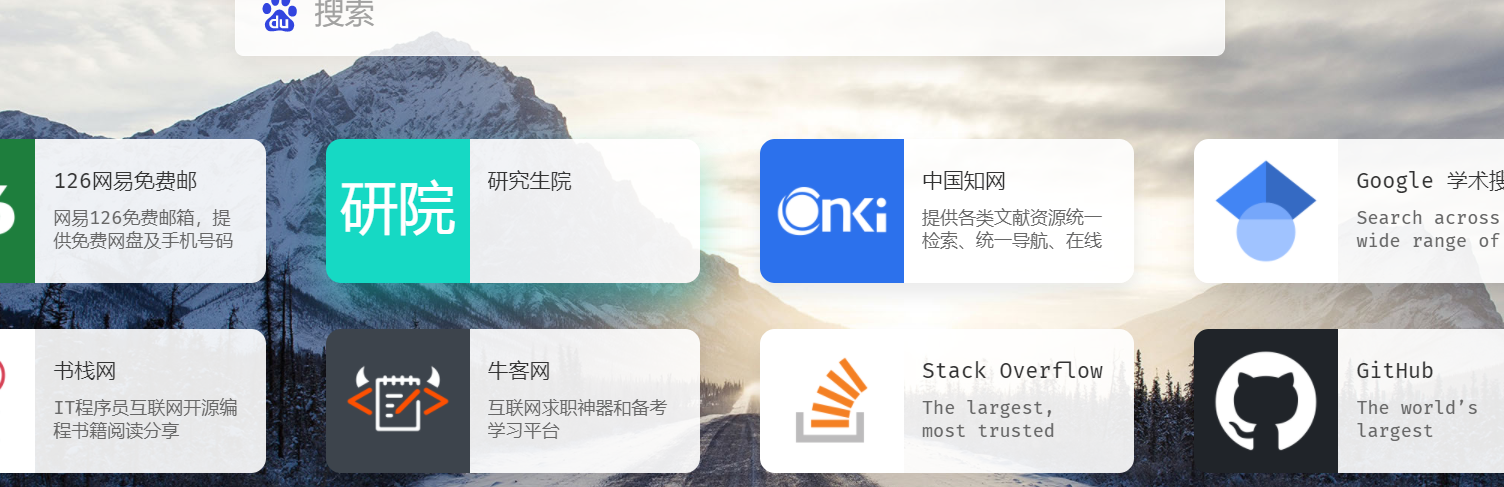 du 搜索
126网易免费邮
网易126免费邮箱，提
供免费网盘及手机号码
研院
研究生院
cnki
中国知网
提供各类文献资源统一
检索、统一导航、在线
Google 学术搜
Search across
wide range of
书栈网
IT程序员互联网开源编
程书籍阅读分享
牛客网
互联网求职神器和备考
学习平台
Stack Overflow
The largest,
most trusted
GitHub
The world’s
largest